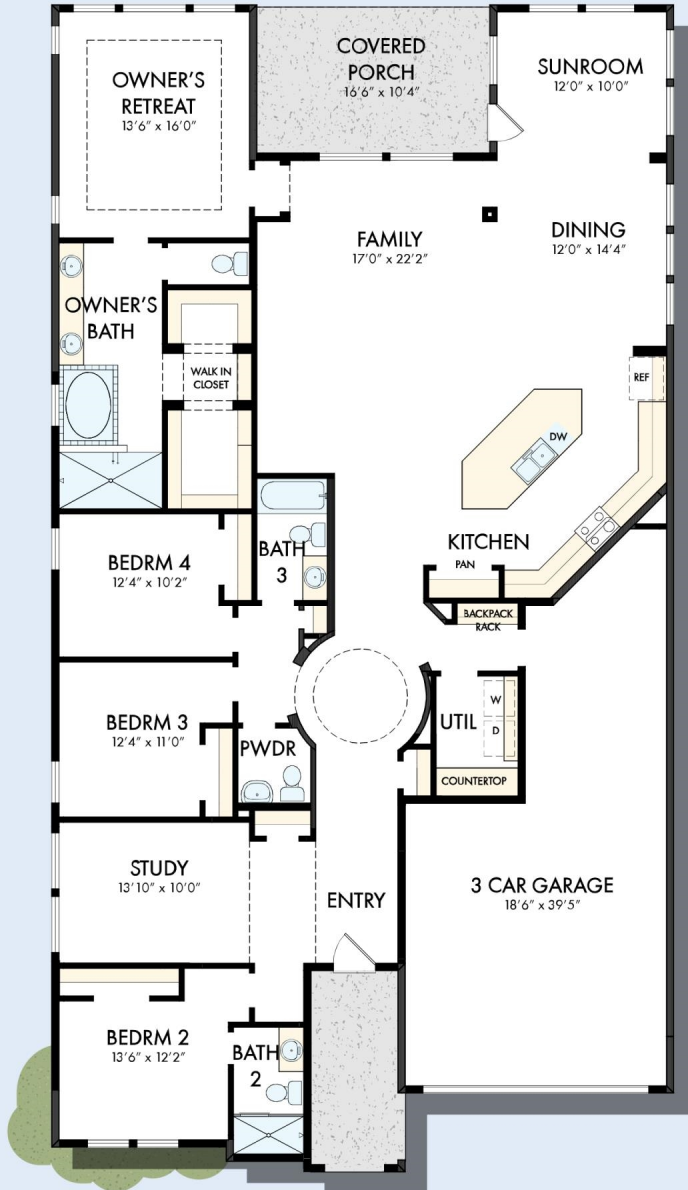 OWNER'S
RETREAT
13'6" x 16'0"
COVERED
PORCH
16'6" x 10'4"
SUNROOM
12'0" x 10'0"
FAMILY
17'0" x 22'2"
DINING
12'0" x 14'4"
OWNER'S
BATH
WALK IN
CLOSET
REF
DW
KITCHEN
PAN
BEDRM 4
12'4" x 10'2"
BATH
3
BACKPACK
RACK
BEDRM 3
12'4" x 11'0"
PWDR
UTIL
W
D
COUNTERTOP
STUDY
13'10" x 10'0"
ENTRY
3 CAR GARAGE
18'6" x 39'5"
BEDRM 2
13'6" x 12'2"
BATH
2